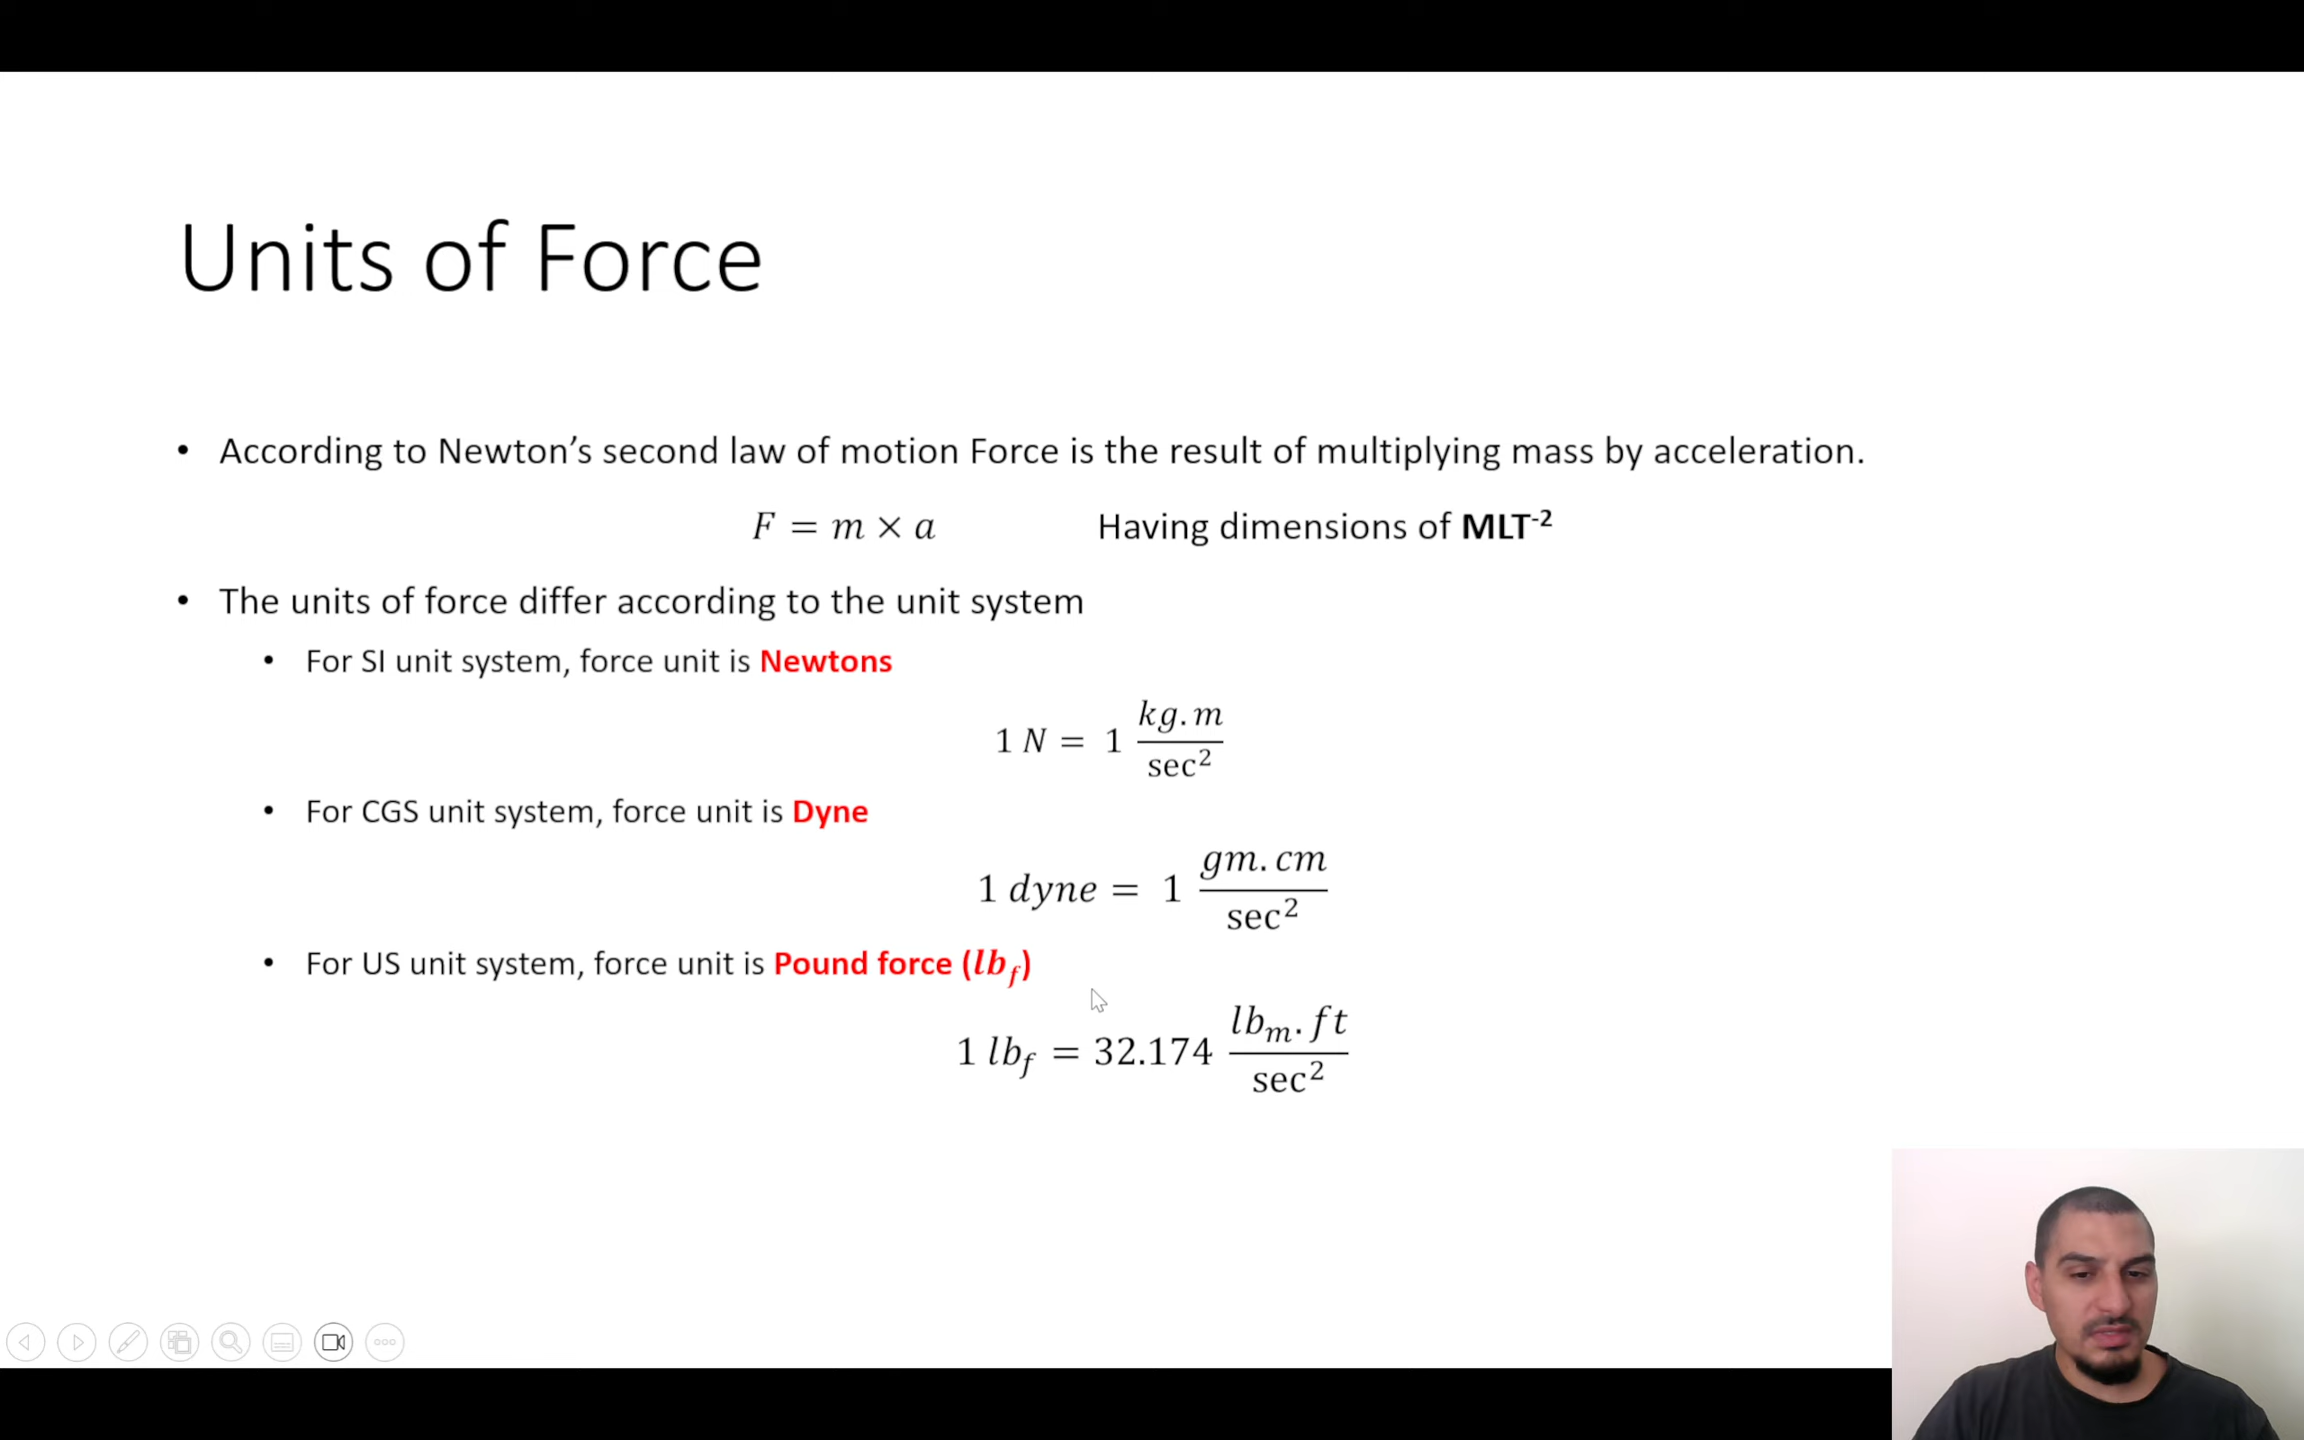 Units of Force
• According to Newton’s second law of motion Force is the result of multiplying mass by acceleration.
F = m × a Having dimensions of MLT⁻²
• The units of force differ according to the unit system
• For SI unit system, force unit is Newtons
1 N = 1 kg.m/sec²
• For CGS unit system, force unit is Dyne
1 dyne = 1 gm.cm/sec²
• For US unit system, force unit is Pound force (lb_f)
1 lb_f = 32.174 lb_m.ft/sec²